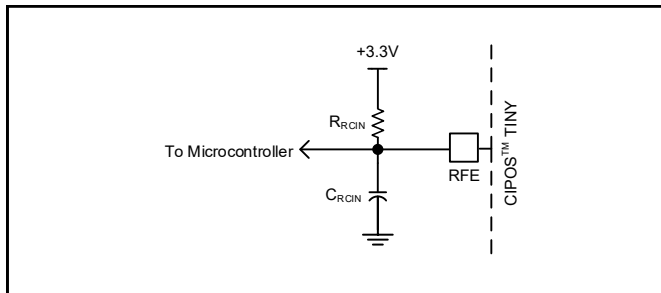 +3.3V
RRCIN
To Microcontroller
RFE
CRCIN
CIPOS™ TINY